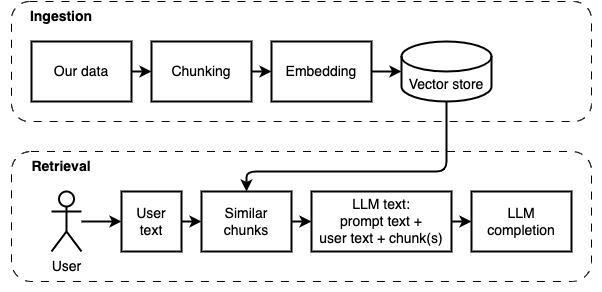 Ingestion
Our data
Chunking
Embedding
Vector store
Retrieval
User
User
text
Similar
chunks
LLM text:
prompt text +
user text + chunk(s)
LLM
completion